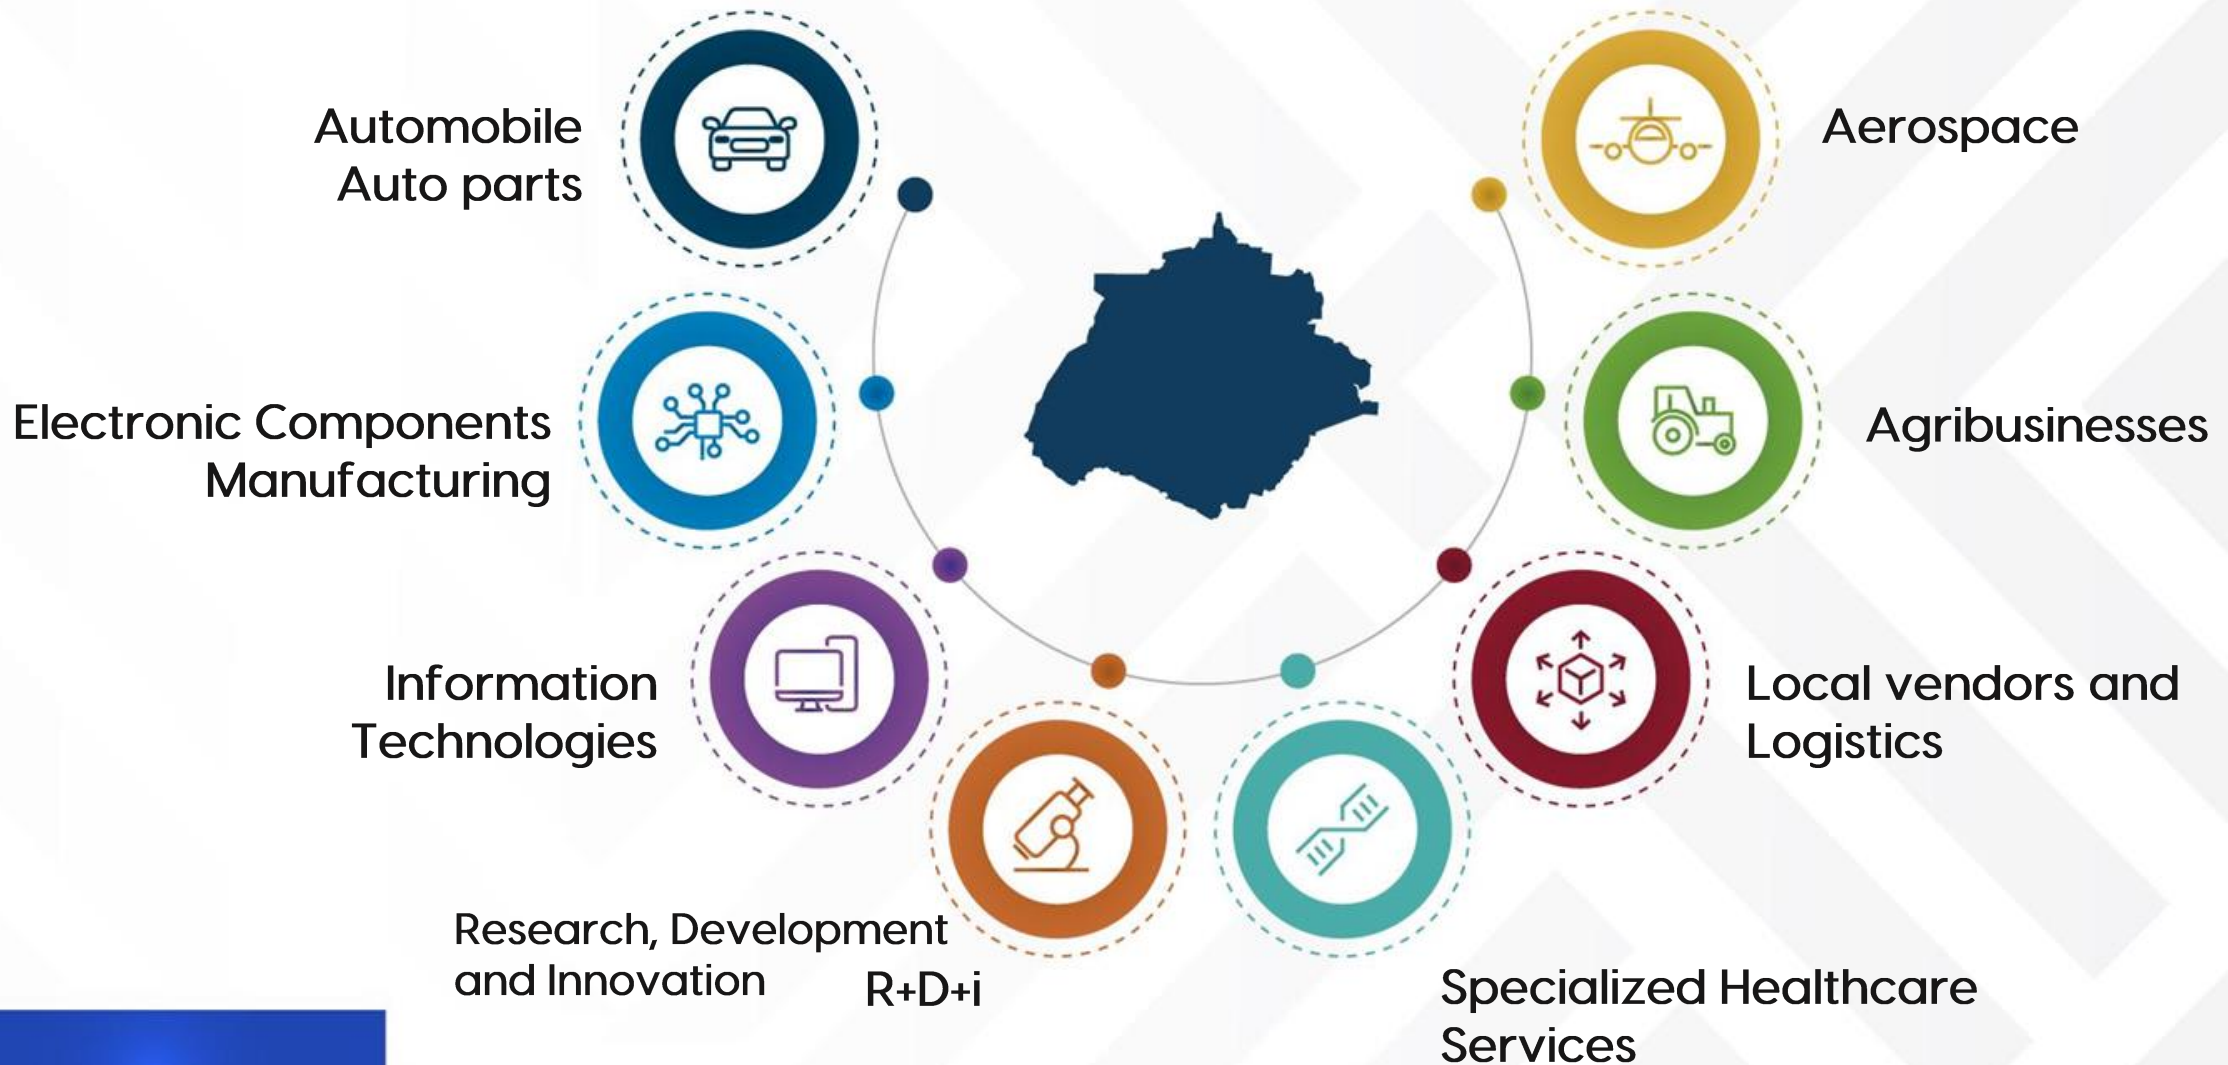 Automobile
Auto parts
Electronic Components
Manufacturing
Information
Technologies
Research, Development
and Innovation
R+D+i
Specialized Healthcare
Services
Local vendors and
Logistics
Agribusinesses
Aerospace